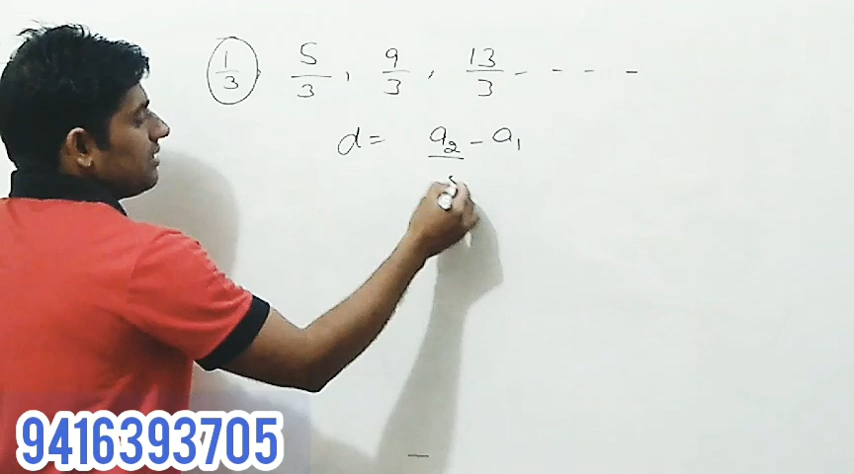 1/3, 5/3, 9/3, 13/3 - - - -
d = a₂ - a₁
9416393705